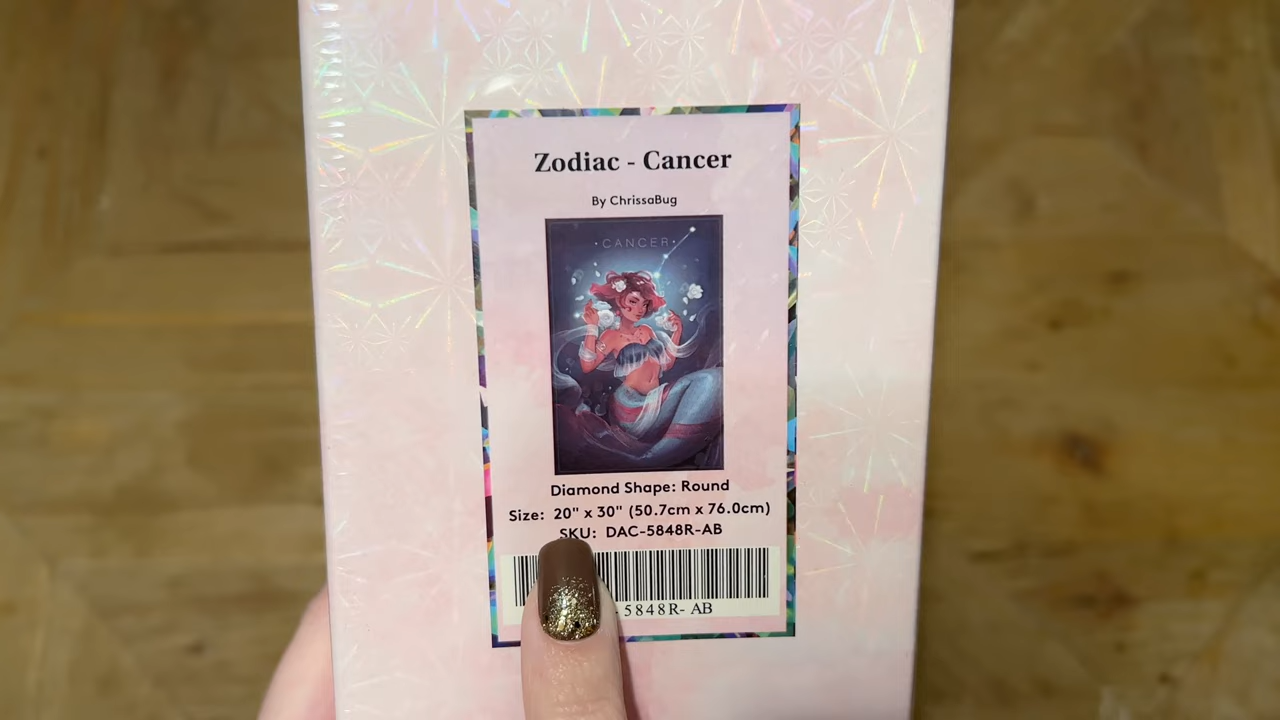 Zodiac - Cancer
By ChrissaBug
·CANCER·
Diamond Shape: Round
Size: 20" x 30" (50.7cm x 76.0cm)
SKU: DAC-5848R-AB
5848R- AB